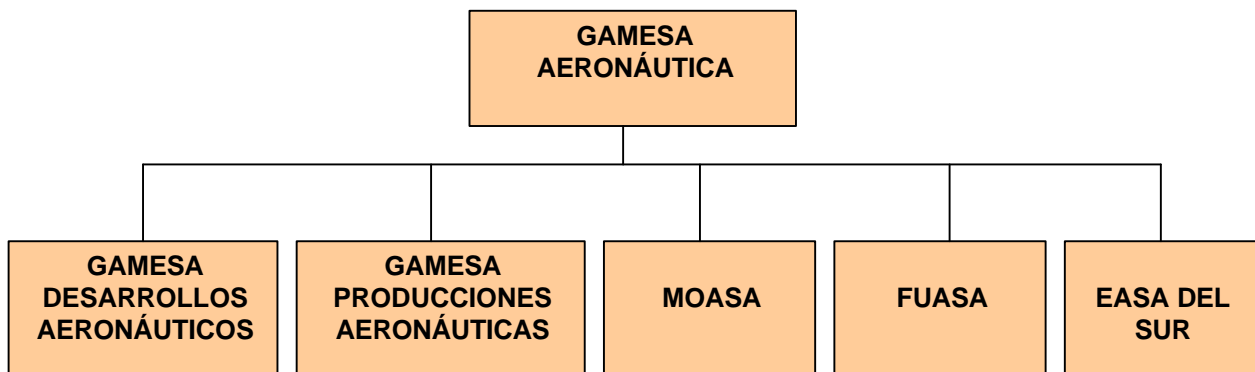 GAMESA
AERONÁUTICA
GAMESA
DESARROLLOS
AERONÁUTICOS
GAMESA
PRODUCCIONES
AERONÁUTICAS
MOASA
FUASA
EASA DEL
SUR